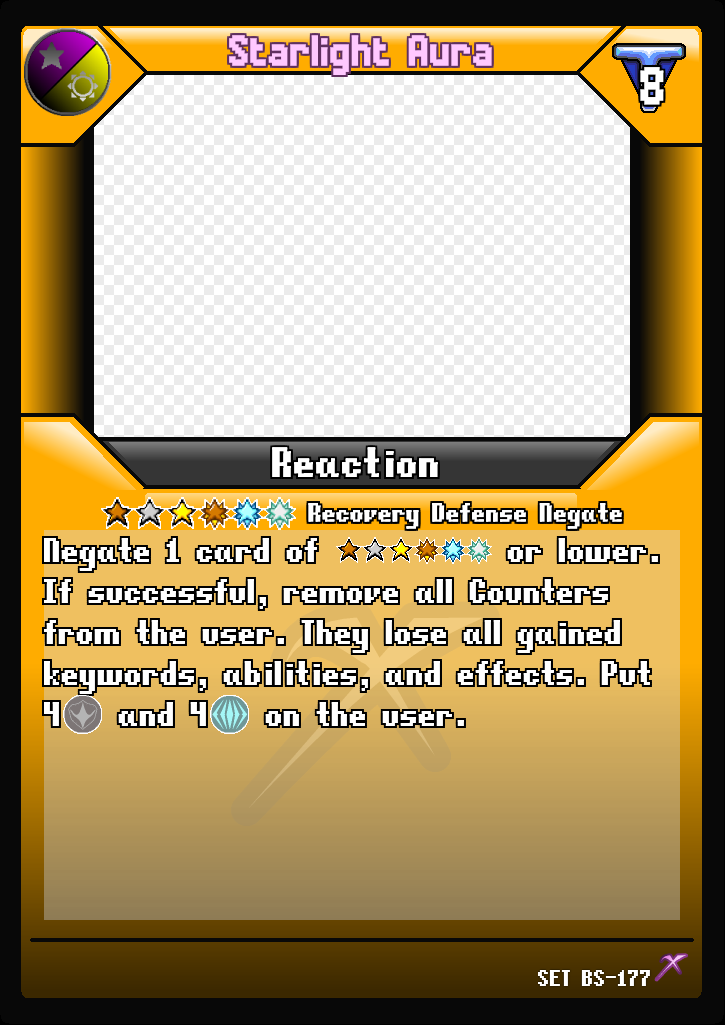 Starlight Aura
8
Reaction
Recovery Defense Negate
Negate 1 card of or lower.
If successful, remove all Counters
from the user. They lose all gained
keywords, abilities, and effects. Put
4 and 4 on the user.
SET BS-177